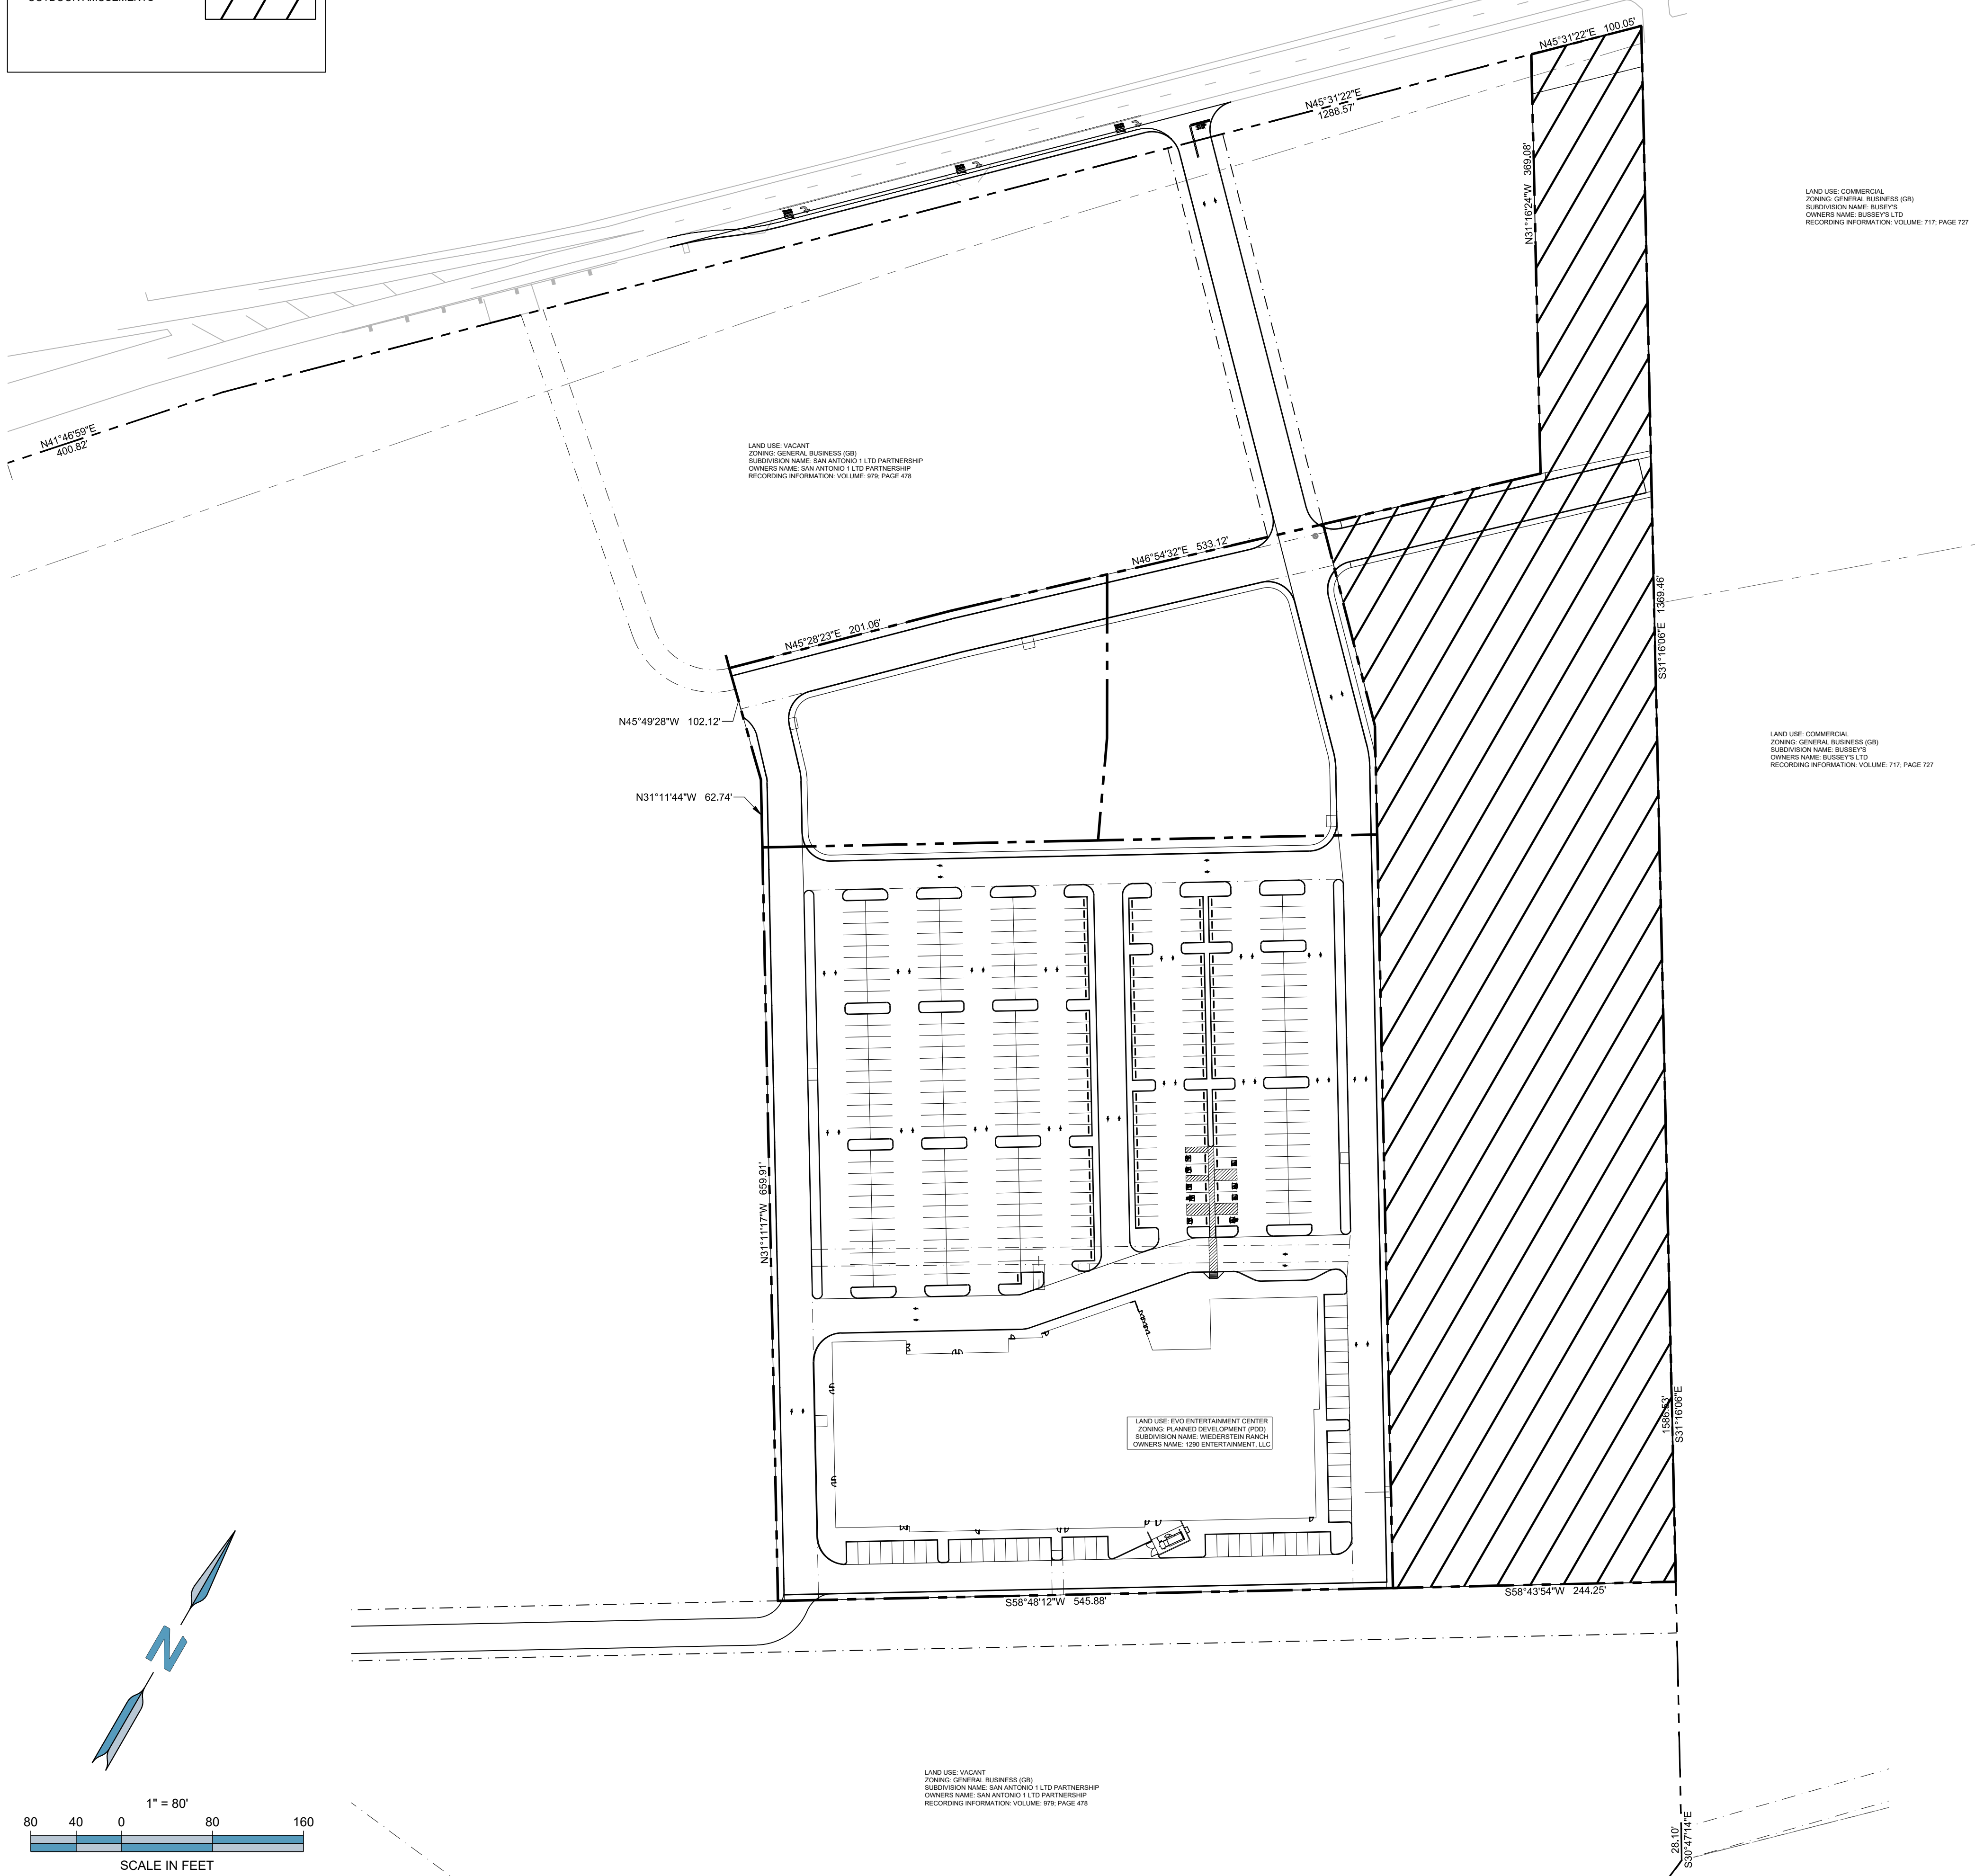 N45°31'22"E 100.05'
N45°31'22"E
1288.57'
N31°16'24"W 369.08'
LAND USE: COMMERCIAL
ZONING: GENERAL BUSINESS (GB)
SUBDIVISION NAME: BUSEY'S
OWNERS NAME: BUSSEY'S LTD
RECORDING INFORMATION: VOLUME: 717; PAGE 727
N41°46'59"E
400.82'
LAND USE: VACANT
ZONING: GENERAL BUSINESS (GB)
SUBDIVISION NAME: SAN ANTONIO 1 LTD PARTNERSHIP
OWNERS NAME: SAN ANTONIO 1 LTD PARTNERSHIP
RECORDING INFORMATION: VOLUME: 979; PAGE 478
N46°54'32"E 533.12'
N45°28'23"E 201.06'
S31°16'06"E 1369.46'
N45°49'28"W 102.12'
LAND USE: COMMERCIAL
ZONING: GENERAL BUSINESS (GB)
SUBDIVISION NAME: BUSSEY'S
OWNERS NAME: BUSSEY'S LTD
RECORDING INFORMATION: VOLUME: 717; PAGE 727
N31°11'44"W 62.74'
N31°11'17"W 659.91'
LAND USE: EVO ENTERTAINMENT CENTER
ZONING: PLANNED DEVELOPMENT (PDD)
SUBDIVISION NAME: WIEDERSTEIN RANCH
OWNERS NAME: 1290 ENTERTAINMENT, LLC
1586.53'
S31°16'06"E
S58°48'12"W 545.88'
S58°43'54"W 244.25'
N
LAND USE: VACANT
ZONING: GENERAL BUSINESS (GB)
SUBDIVISION NAME: SAN ANTONIO 1 LTD PARTNERSHIP
OWNERS NAME: SAN ANTONIO 1 LTD PARTNERSHIP
RECORDING INFORMATION: VOLUME: 979; PAGE 478
28.10'
S30°47'14"E
1" = 80'
80 40 0 80 160
SCALE IN FEET